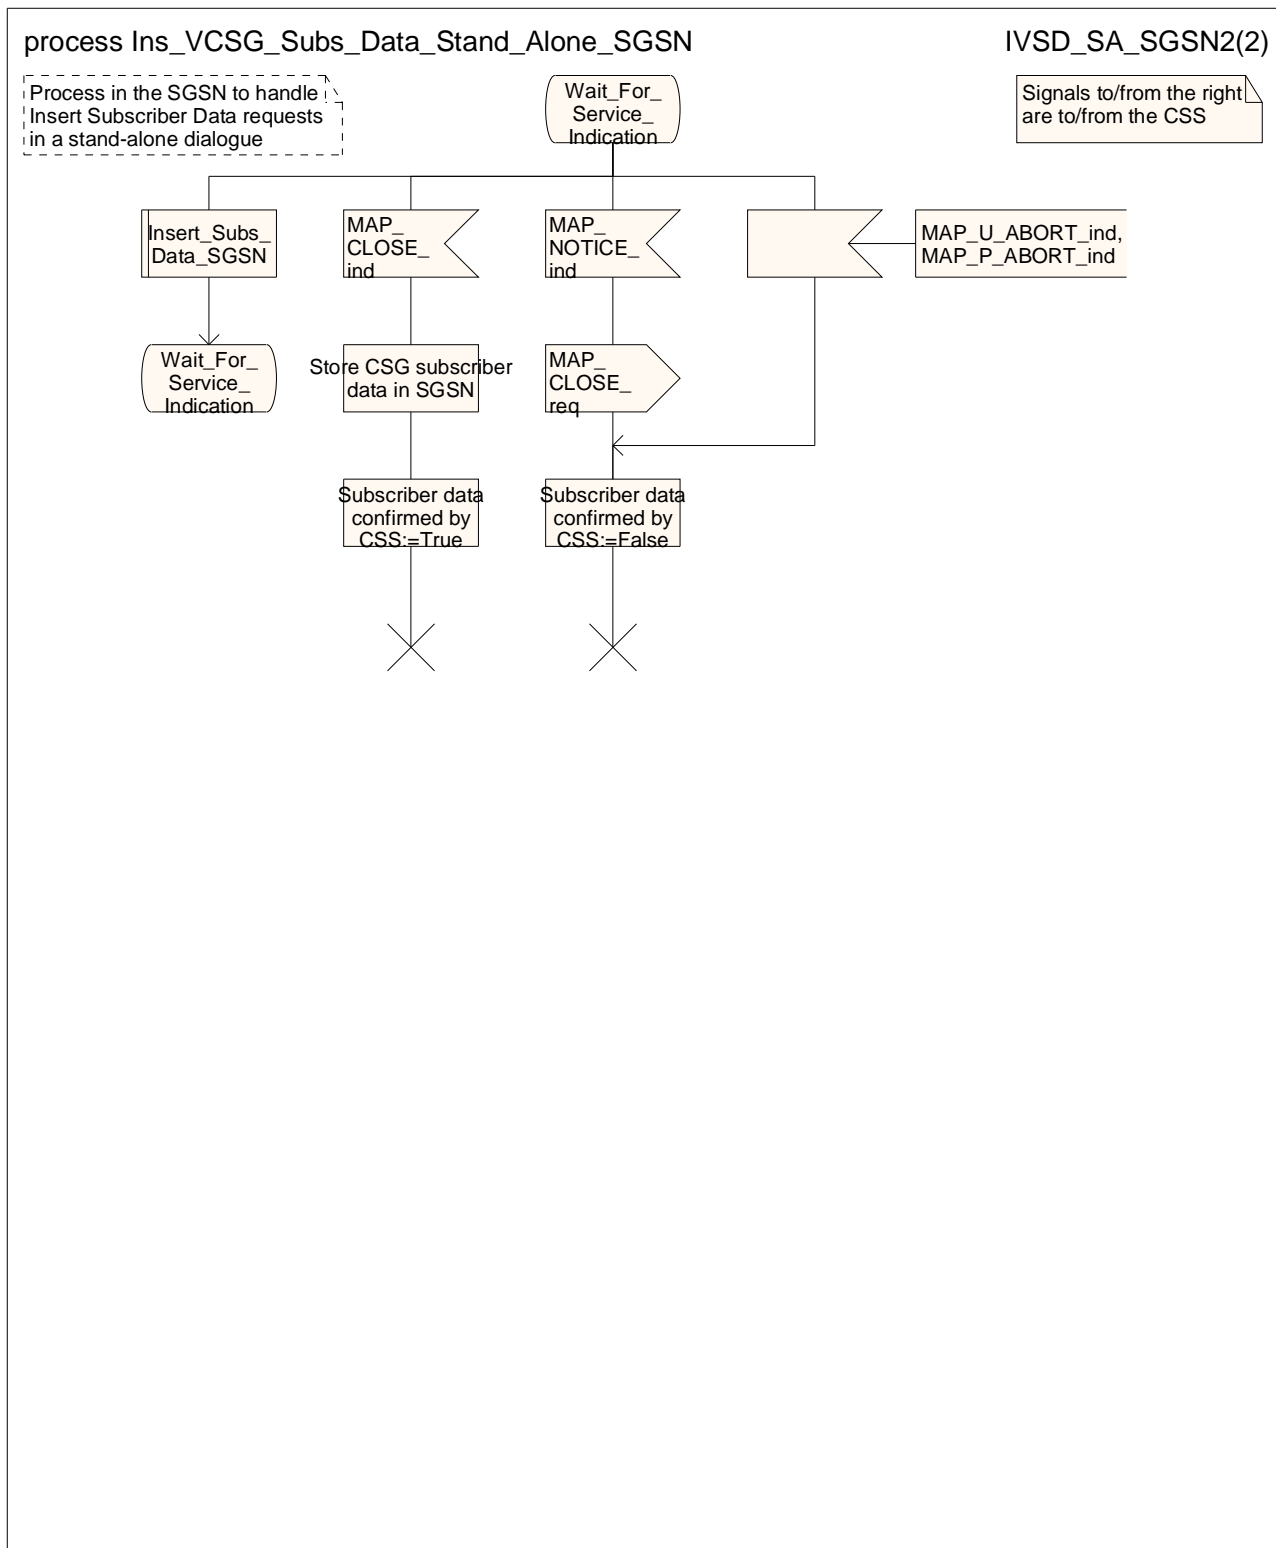 process Ins_VCSG_Subs_Data_Stand_Alone_SGSN
IVSD_SA_SGSN2(2)
Process in the SGSN to handle
Insert Subscriber Data requests
in a stand-alone dialogue
Wait_For_
Service_
Indication
Signals to/from the right
are to/from the CSS
Insert_Subs_
Data_SGSN
MAP_
CLOSE_
ind
MAP_
NOTICE_
ind
MAP_U_ABORT_ind,
MAP_P_ABORT_ind
Wait_For_
Service_
Indication
Store CSG subscriber
data in SGSN
MAP_
CLOSE_
req
Subscriber data
confirmed by
CSS:=True
Subscriber data
confirmed by
CSS:=False